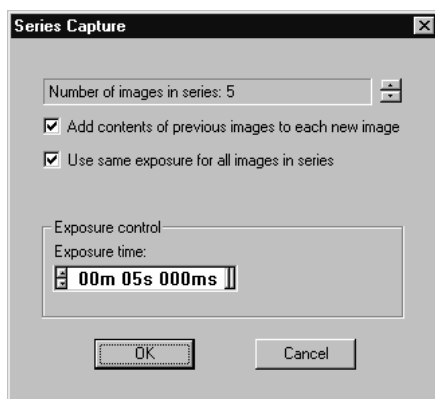 Series Capture
Number of images in series: 5
Add contents of previous images to each new image
Use same exposure for all images in series
Exposure control
Exposure time:
00m 05s 000ms
OK
Cancel